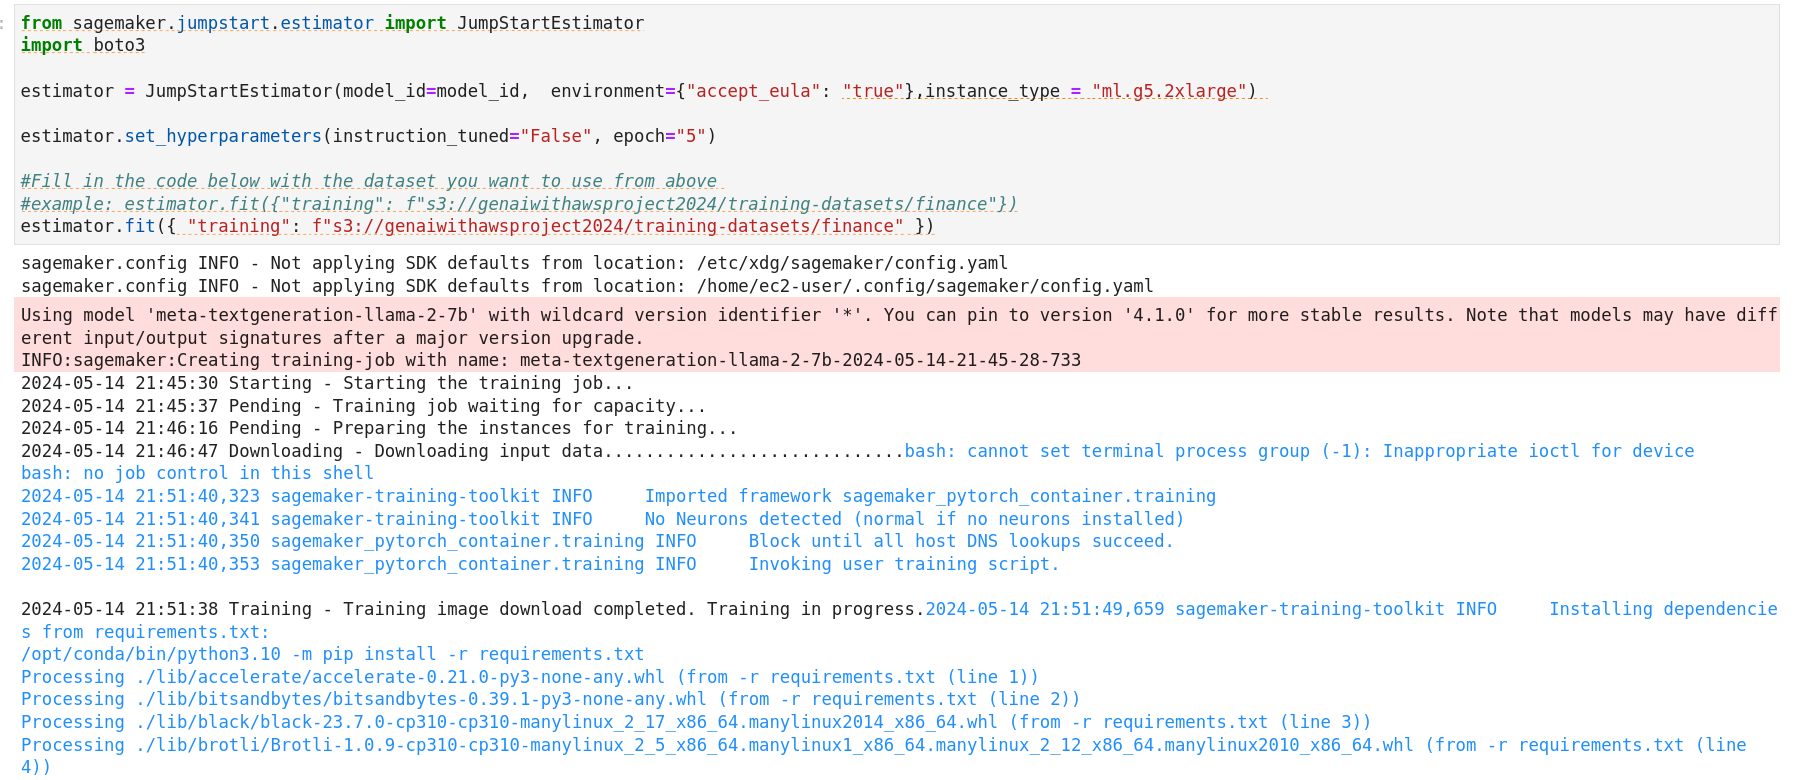 :
from sagemaker.jumpstart.estimator import JumpStartEstimator
import boto3
estimator = JumpStartEstimator(model_id=model_id,  environment={"accept_eula": "true"},instance_type = "ml.g5.2xlarge")
estimator.set_hyperparameters(instruction_tuned="False", epoch="5")
#Fill in the code below with the dataset you want to use from above
#example: estimator.fit({"training": f"s3://genaiwithawsproject2024/training-datasets/finance"})
estimator.fit({ "training": f"s3://genaiwithawsproject2024/training-datasets/finance" })
sagemaker.config INFO - Not applying SDK defaults from location: /etc/xdg/sagemaker/config.yaml
sagemaker.config INFO - Not applying SDK defaults from location: /home/ec2-user/.config/sagemaker/config.yaml
Using model 'meta-textgeneration-llama-2-7b' with wildcard version identifier '*'. You can pin to version '4.1.0' for more stable results. Note that models may have diff
erent input/output signatures after a major version upgrade.
INFO:sagemaker:Creating training-job with name: meta-textgeneration-llama-2-7b-2024-05-14-21-45-28-733
2024-05-14 21:45:30 Starting - Starting the training job...
2024-05-14 21:45:37 Pending - Training job waiting for capacity...
2024-05-14 21:46:16 Pending - Preparing the instances for training...
2024-05-14 21:46:47 Downloading - Downloading input data.............................bash: cannot set terminal process group (-1): Inappropriate ioctl for device
bash: no job control in this shell
2024-05-14 21:51:40,323 sagemaker-training-toolkit INFO     Imported framework sagemaker_pytorch_container.training
2024-05-14 21:51:40,341 sagemaker-training-toolkit INFO     No Neurons detected (normal if no neurons installed)
2024-05-14 21:51:40,350 sagemaker_pytorch_container.training INFO     Block until all host DNS lookups succeed.
2024-05-14 21:51:40,353 sagemaker_pytorch_container.training INFO     Invoking user training script.
2024-05-14 21:51:38 Training - Training image download completed. Training in progress.2024-05-14 21:51:49,659 sagemaker-training-toolkit INFO     Installing dependencie
s from requirements.txt:
/opt/conda/bin/python3.10 -m pip install -r requirements.txt
Processing ./lib/accelerate/accelerate-0.21.0-py3-none-any.whl (from -r requirements.txt (line 1))
Processing ./lib/bitsandbytes/bitsandbytes-0.39.1-py3-none-any.whl (from -r requirements.txt (line 2))
Processing ./lib/black/black-23.7.0-cp310-cp310-manylinux_2_17_x86_64.manylinux2014_x86_64.whl (from -r requirements.txt (line 3))
Processing ./lib/brotli/Brotli-1.0.9-cp310-cp310-manylinux_2_5_x86_64.manylinux1_x86_64.manylinux_2_12_x86_64.manylinux2010_x86_64.whl (from -r requirements.txt (line
4))